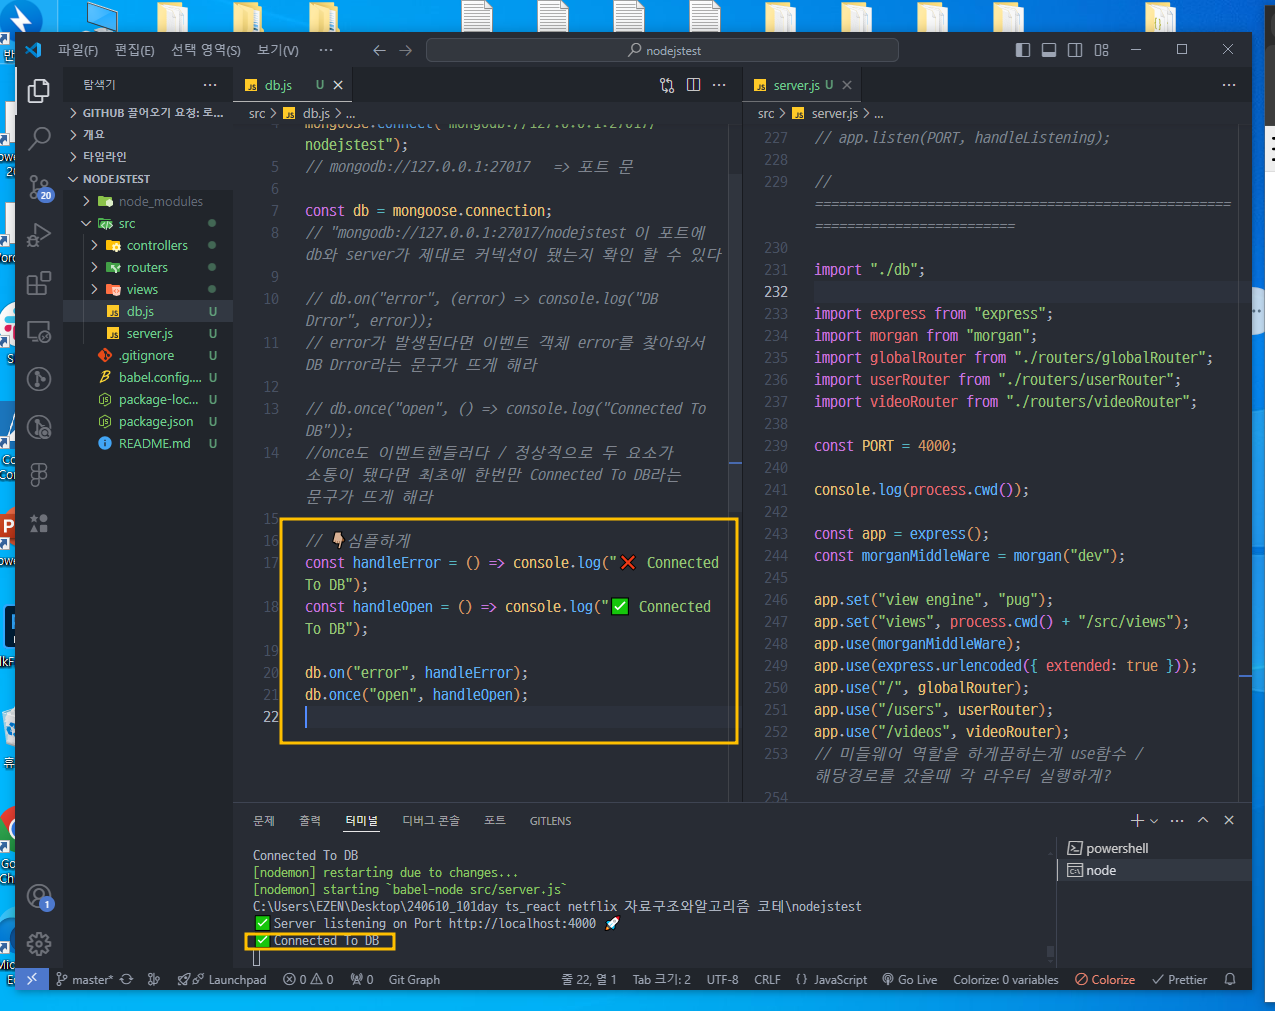 파일(F) 편집(E) 선택 영역(S) 보기(V) ··· nodejstest
탐색기
GITHUB 끌어오기 요청: 로...
개요
타임라인
NODEJSTEST
node_modules
src
controllers
routers
views
db.js U
server.js U
.gitignore U
babel.config.... U
package-loc... U
package.json U
README.md U
20
1
db.js U
src > db.js > ...
mongoose.connect("mongodb://127.0.0.1:27017/
nodejstest");
5 // mongodb://127.0.0.1:27017   => 포트 문
6
7 const db = mongoose.connection;
8 // "mongodb://127.0.0.1:27017/nodejstest 이 포트에
db와 server가 제대로 커넥션이 됐는지 확인 할 수 있다
9
10 // db.on("error", (error) => console.log("DB
Drror", error));
11 // error가 발생된다면 이벤트 객체 error를 찾아와서
DB Drror라는 문구가 뜨게 해라
12
13 // db.once("open", () => console.log("Connected To
DB"));
14 //once도 이벤트핸들러다 / 정상적으로 두 요소가
소통이 됐다면 최초에 한번만 Connected To DB라는
문구가 뜨게 해라
15
16 // 👇🏽심플하게
17 const handleError = () => console.log("❌ Connected
To DB");
18 const handleOpen = () => console.log("✅ Connected
To DB");
19
20 db.on("error", handleError);
21 db.once("open", handleOpen);
22
server.js U
src > server.js > ...
227 // app.listen(PORT, handleListening);
228
229 //
====================================================
=========================
230
231 import "./db";
232
233 import express from "express";
234 import morgan from "morgan";
235 import globalRouter from "./routers/globalRouter";
236 import userRouter from "./routers/userRouter";
237 import videoRouter from "./routers/videoRouter";
238
239 const PORT = 4000;
240
241 console.log(process.cwd());
242
243 const app = express();
244 const morganMiddleWare = morgan("dev");
245
246 app.set("view engine", "pug");
247 app.set("views", process.cwd() + "/src/views");
248 app.use(morganMiddleWare);
249 app.use(express.urlencoded({ extended: true }));
250 app.use("/", globalRouter);
251 app.use("/users", userRouter);
252 app.use("/videos", videoRouter);
253 // 미들웨어 역할을 하게끔하는게 use함수 /
해당경로를 갔을때 각 라우터 실행하게?
254
문제 출력 터미널 디버그 콘솔 포트 GITLENS
Connected To DB
[nodemon] restarting due to changes...
[nodemon] starting `babel-node src/server.js`
C:\Users\EZEN\Desktop\240610_101day ts_react netflix 자료구조와알고리즘 코테\nodejstest
✅ Server listening on Port http://localhost:4000 🚀
✅ Connected To DB
powershell
node
master* Launchpad 0 0 0 Git Graph 줄 22, 열 1 Tab 크기: 2 UTF-8 CRLF {} JavaScript Go Live Colorize: 0 variables Colorize Prettier